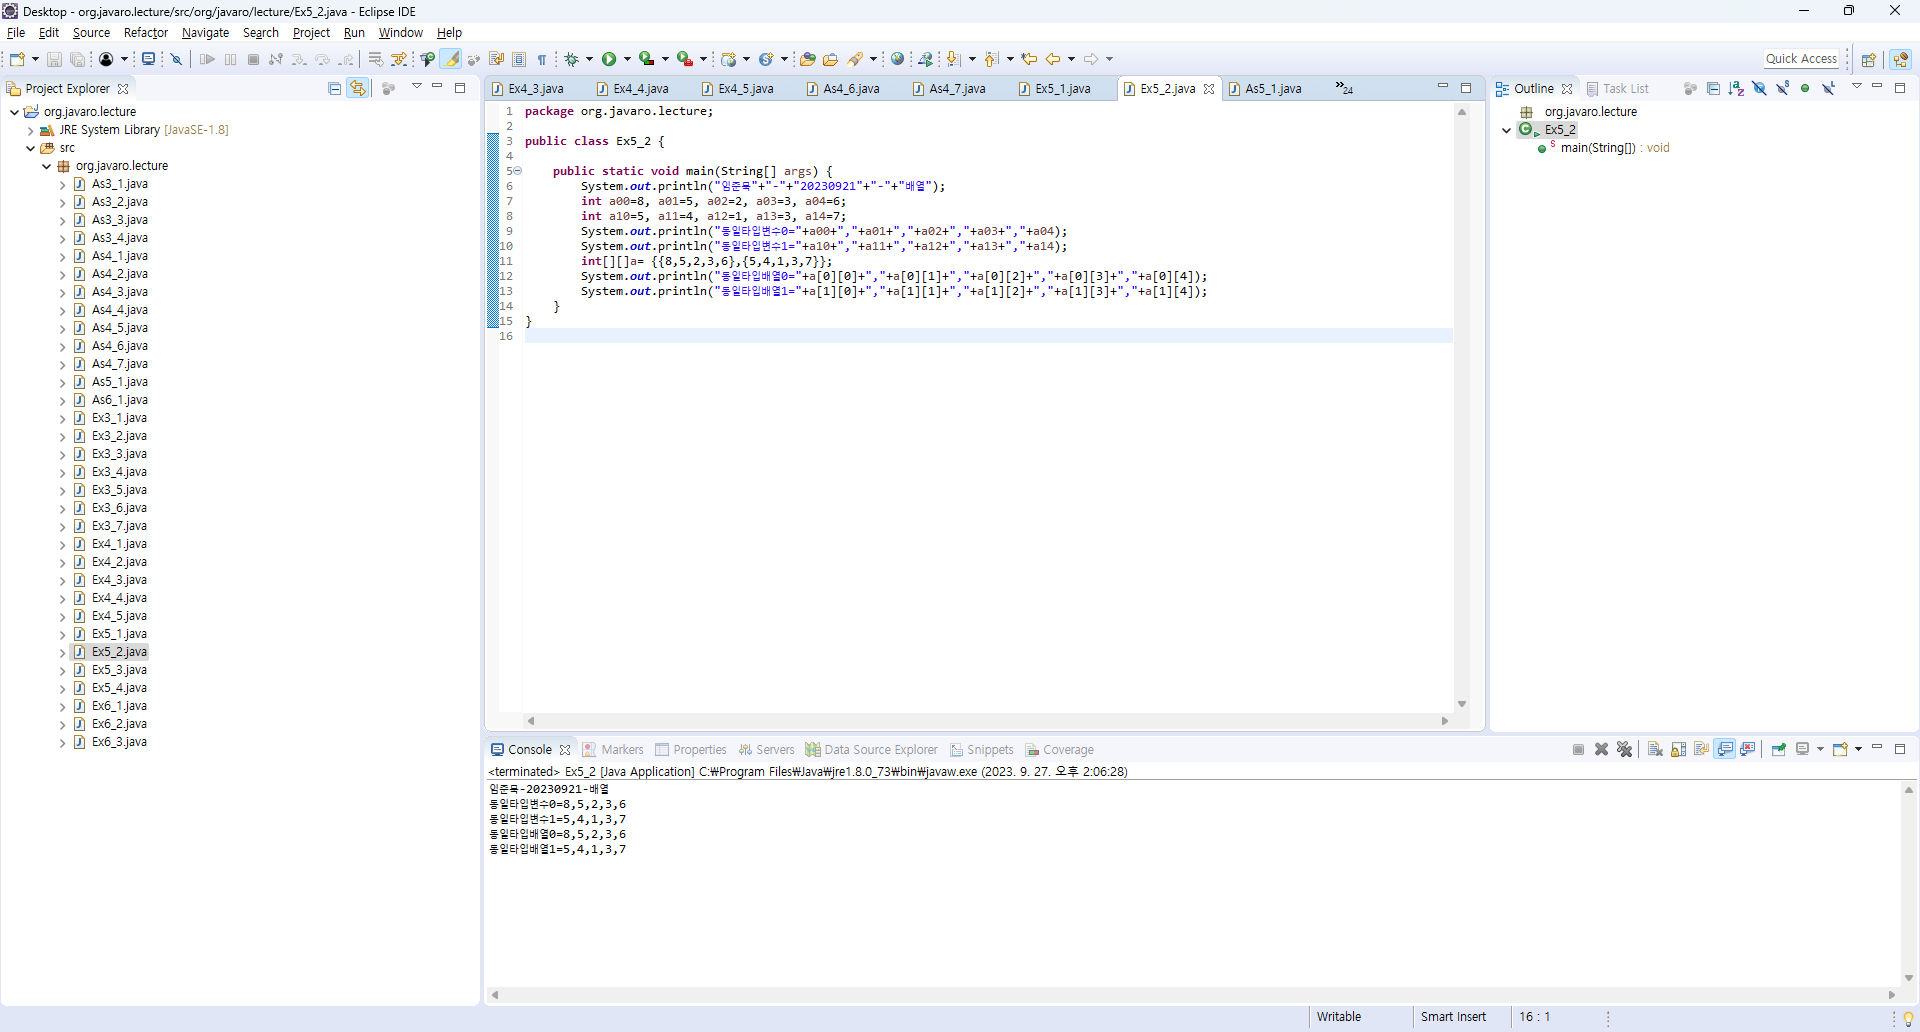 Desktop - org.javaro.lecture/src/org/javaro/lecture/Ex5_2.java - Eclipse IDE
File Edit Source Refactor Navigate Search Project Run Window Help
Quick Access
Project Explorer
org.javaro.lecture
JRE System Library [JavaSE-1.8]
src
org.javaro.lecture
As3_1.java
As3_2.java
As3_3.java
As3_4.java
As4_1.java
As4_2.java
As4_3.java
As4_4.java
As4_5.java
As4_6.java
As4_7.java
As5_1.java
As6_1.java
Ex3_1.java
Ex3_2.java
Ex3_3.java
Ex3_4.java
Ex3_5.java
Ex3_6.java
Ex3_7.java
Ex4_1.java
Ex4_2.java
Ex4_3.java
Ex4_4.java
Ex4_5.java
Ex5_1.java
Ex5_2.java
Ex5_3.java
Ex5_4.java
Ex6_1.java
Ex6_2.java
Ex6_3.java
Ex4_3.java Ex4_4.java Ex4_5.java As4_6.java As4_7.java Ex5_1.java Ex5_2.java As5_1.java »24
1 package org.javaro.lecture;
2
3 public class Ex5_2 {
4
5 public static void main(String[] args) {
6 System.out.println("임준묵"+"-"+"20230921"+"-"+"배열");
7 int a00=8, a01=5, a02=2, a03=3, a04=6;
8 int a10=5, a11=4, a12=1, a13=3, a14=7;
9 System.out.println("동일타입변수0="+a00+","+a01+","+a02+","+a03+","+a04);
10 System.out.println("동일타입변수1="+a10+","+a11+","+a12+","+a13+","+a14);
11 int[][]a= {{8,5,2,3,6},{5,4,1,3,7}};
12 System.out.println("동일타입배열0="+a[0][0]+","+a[0][1]+","+a[0][2]+","+a[0][3]+","+a[0][4]);
13 System.out.println("동일타입배열1="+a[1][0]+","+a[1][1]+","+a[1][2]+","+a[1][3]+","+a[1][4]);
14 }
15 }
16
Outline Task List
org.javaro.lecture
Ex5_2
main(String[]) : void
Console Markers Properties Servers Data Source Explorer Snippets Coverage
<terminated> Ex5_2 [Java Application] C:₩Program Files₩Java₩jre1.8.0_73₩bin₩javaw.exe (2023. 9. 27. 오후 2:06:28)
임준묵-20230921-배열
동일타입변수0=8,5,2,3,6
동일타입변수1=5,4,1,3,7
동일타입배열0=8,5,2,3,6
동일타입배열1=5,4,1,3,7
Writable Smart Insert 16 : 1